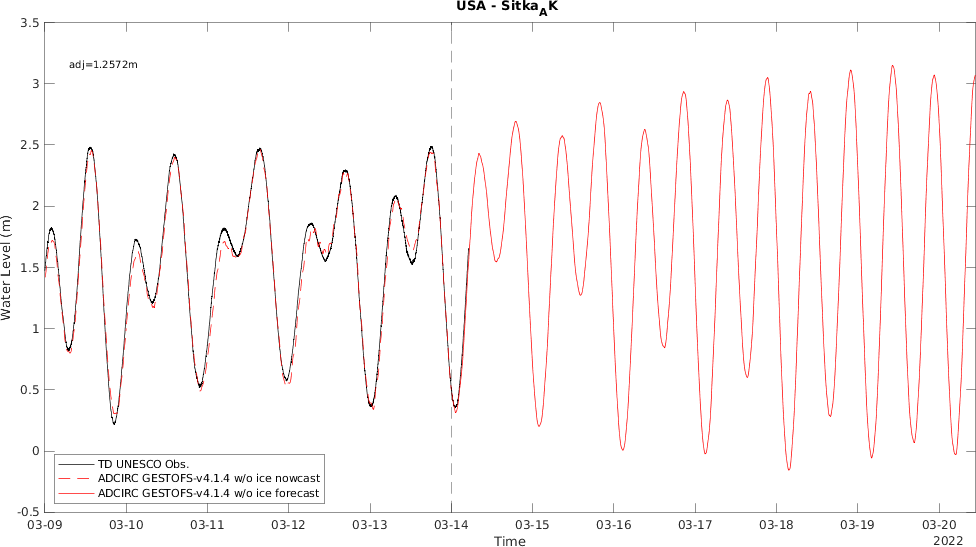 USA - Sitka_AK
3.5
adj=1.2572m
3
2.5
2
1.5
1
0.5
0
-0.5
Water Level (m)
TD UNESCO Obs.
ADCIRC GESTOFS-v4.1.4 w/o ice nowcast
ADCIRC GESTOFS-v4.1.4 w/o ice forecast
03-09 03-10 03-11 03-12 03-13 03-14 03-15 03-16 03-17 03-18 03-19 03-20
Time
2022